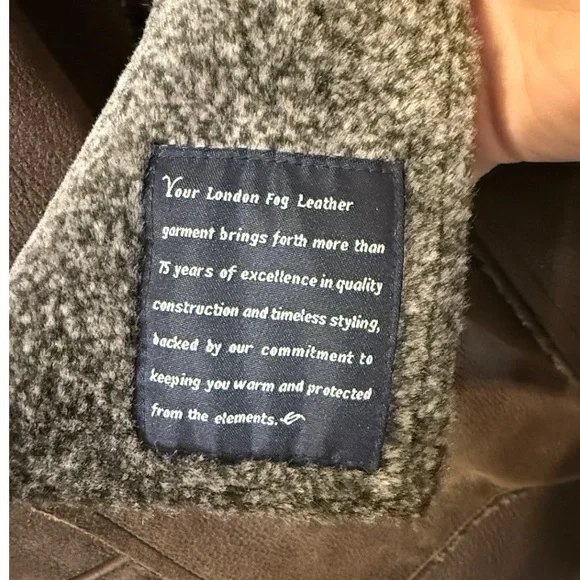 Your London Fog Leather
garment brings forth more than
75 years of excellence in quality
construction and timeless styling,
backed by our commitment to
keeping you warm and protected
from the elements.